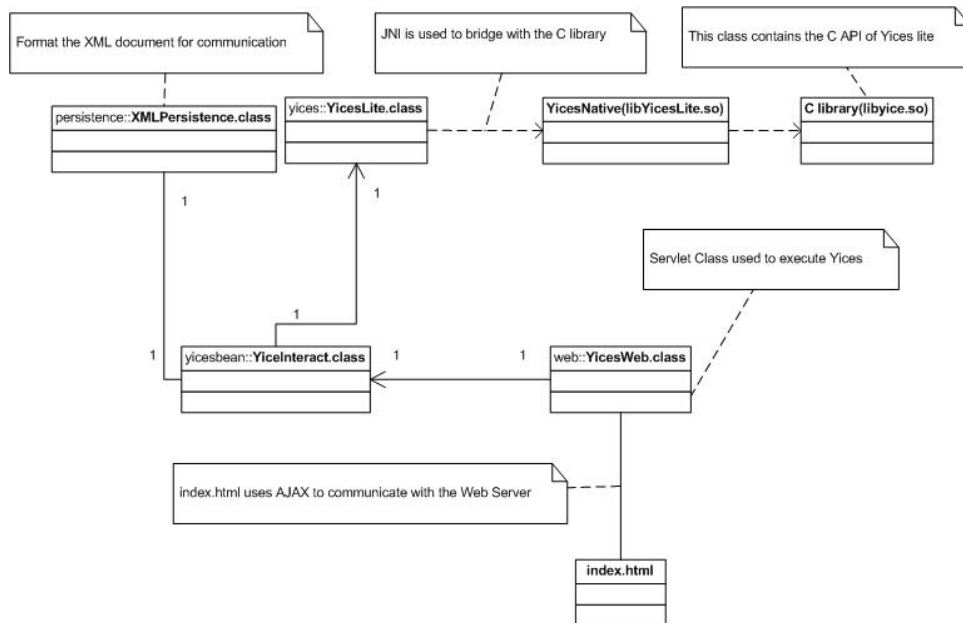 Format the XML document for communication
JNI is used to bridge with the C library
This class contains the C API of Yices lite
persistence::XMLPersistence.class
yices::YicesLite.class
YicesNative(libYicesLite.so)
C library(libyice.so)
1
1
Servlet Class used to execute Yices
1
1
yicesbean::YiceInteract.class
1
1
web::YicesWeb.class
index.html uses AJAX to communicate with the Web Server
index.html